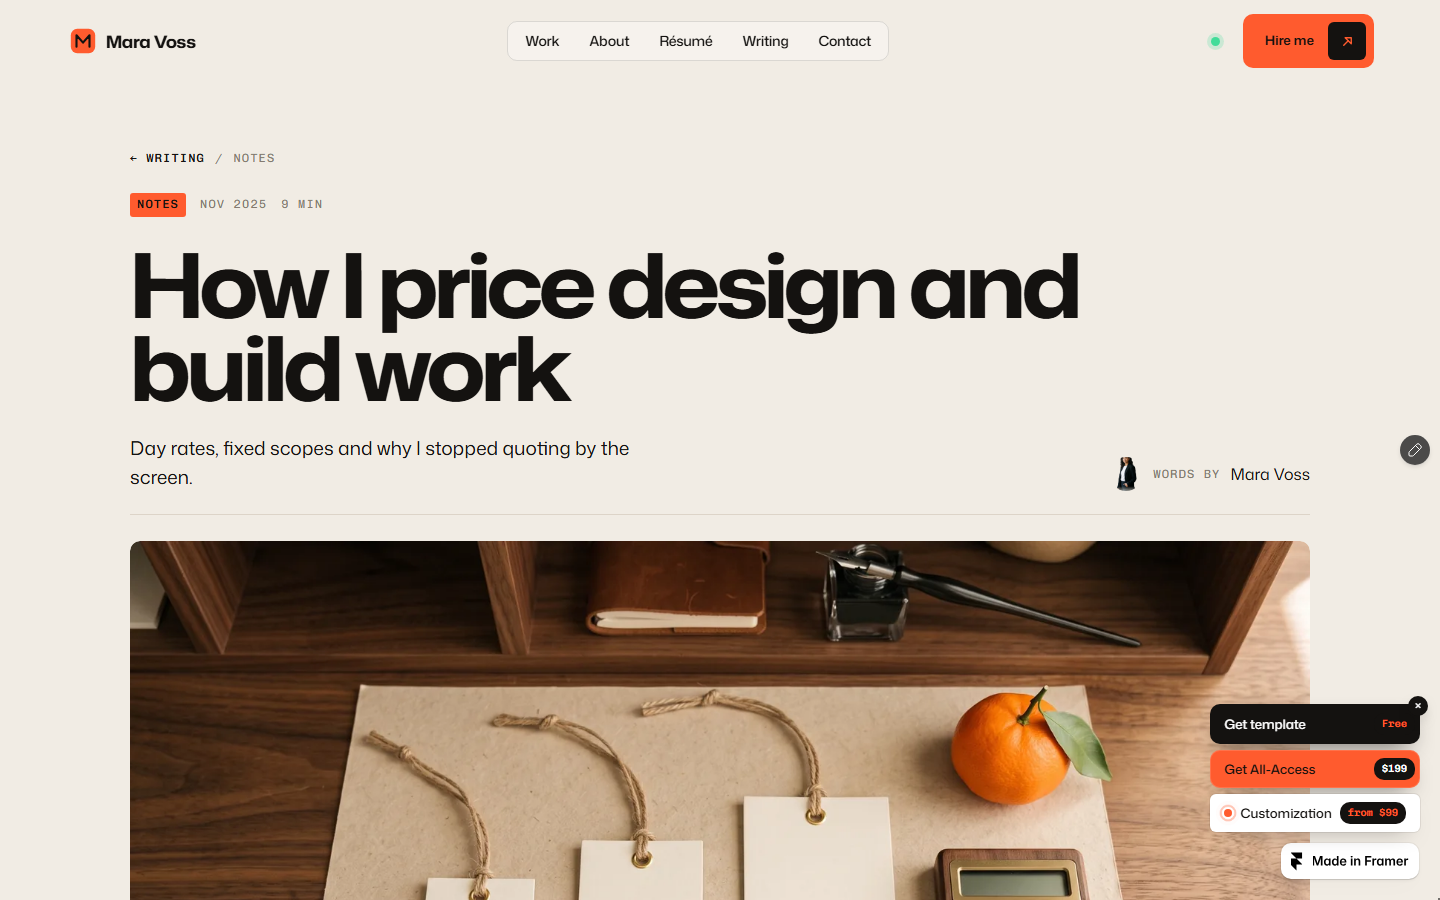 M Mara Voss
Work About Résumé Writing Contact
Hire me
← WRITING / NOTES
NOTES NOV 2025 9 MIN
How I price design and
build work
Day rates, fixed scopes and why I stopped quoting by the
screen.
WORDS BY Mara Voss
Get template Free
Get All-Access $199
Customization from $99
Made in Framer